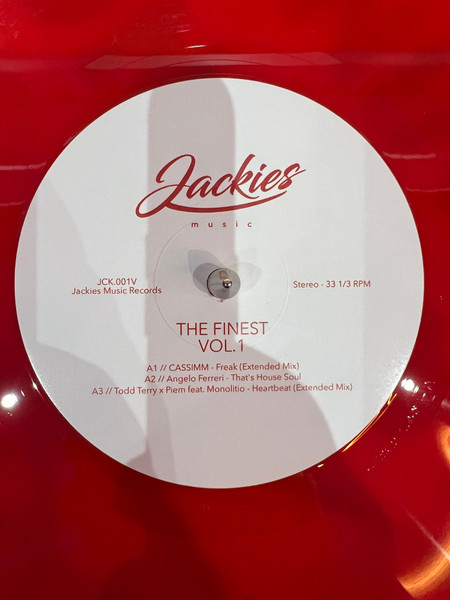 Jackies
music
JCK.001V
Jackies Music Records
Stereo - 33 1/3 RPM
THE FINEST
VOL.1
A1 // CASSIMM - Freak (Extended Mix)
A2 // Angelo Ferreri - That's House Soul
A3 // Todd Terry x Piem feat. Monolitio - Heartbeat (Extended Mix)